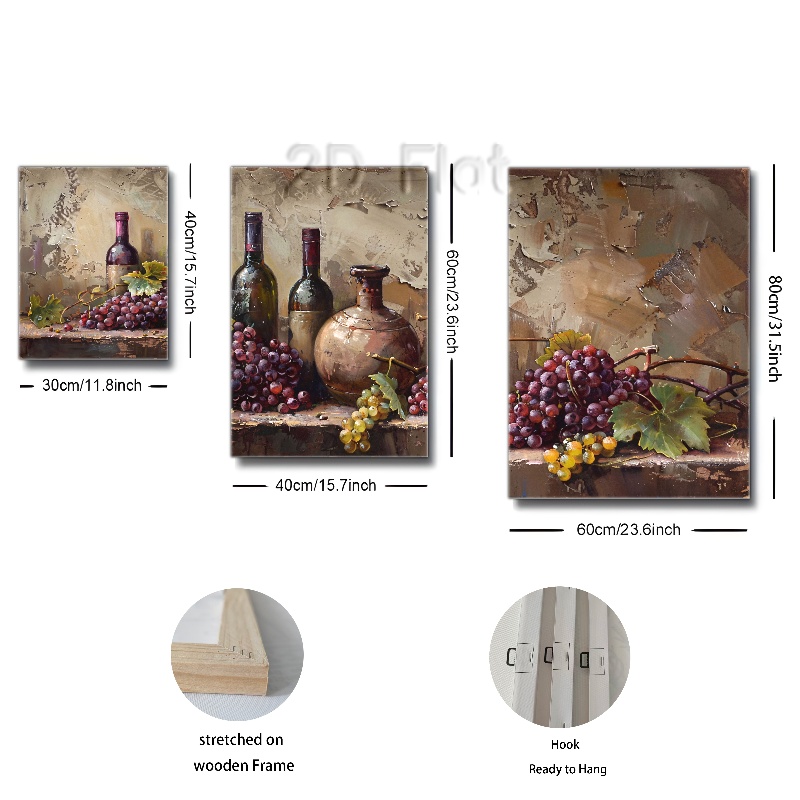 2D Flat
40cm/15.7inch
30cm/11.8inch
60cm/23.6inch
40cm/15.7inch
80cm/31.5inch
60cm/23.6inch
stretched on
wooden Frame
Hook
Ready to Hang